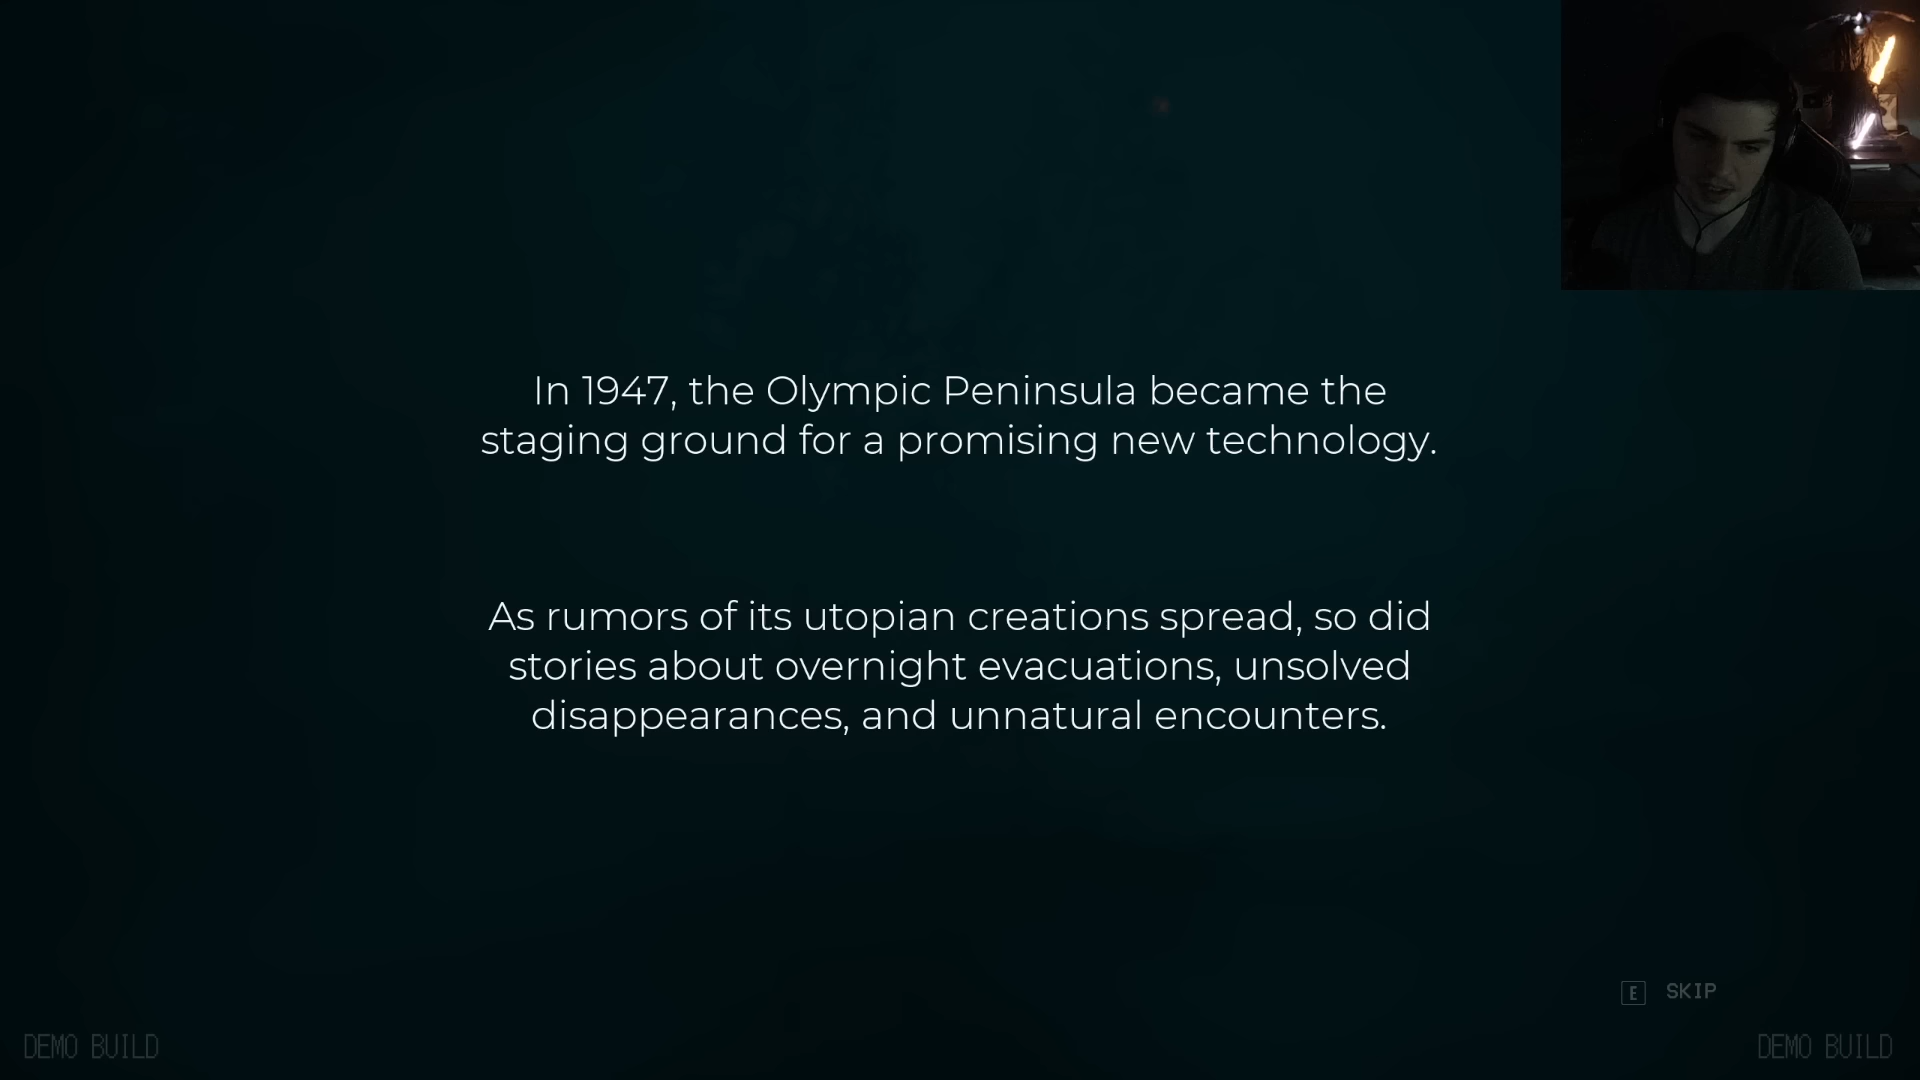 In 1947, the Olympic Peninsula became the
staging ground for a promising new technology.
As rumors of its utopian creations spread, so did
stories about overnight evacuations, unsolved
disappearances, and unnatural encounters.
E SKIP
DEMO BUILD
DEMO BUILD